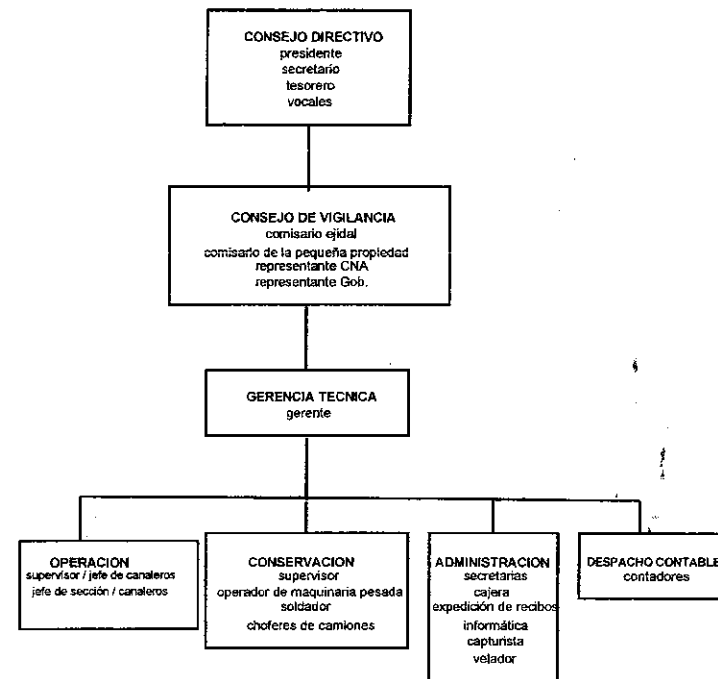 CONSEJO DIRECTIVO
presidente
secretario
tesorero
vocales
CONSEJO DE VIGILANCIA
comisario ejidal
comisario de la pequeña propiedad
representante CNA
representante Gob.
GERENCIA TECNICA
gerente
OPERACION
supervisor / jefe de canaleros
jefe de sección / canaleros
CONSERVACION
supervisor
operador de maquinaria pesada
soldador
choferes de camiones
ADMINISTRACION
secretarias
cajera
expedición de recibos
informática
capturista
velador
DESPACHO CONTABLE
contadores